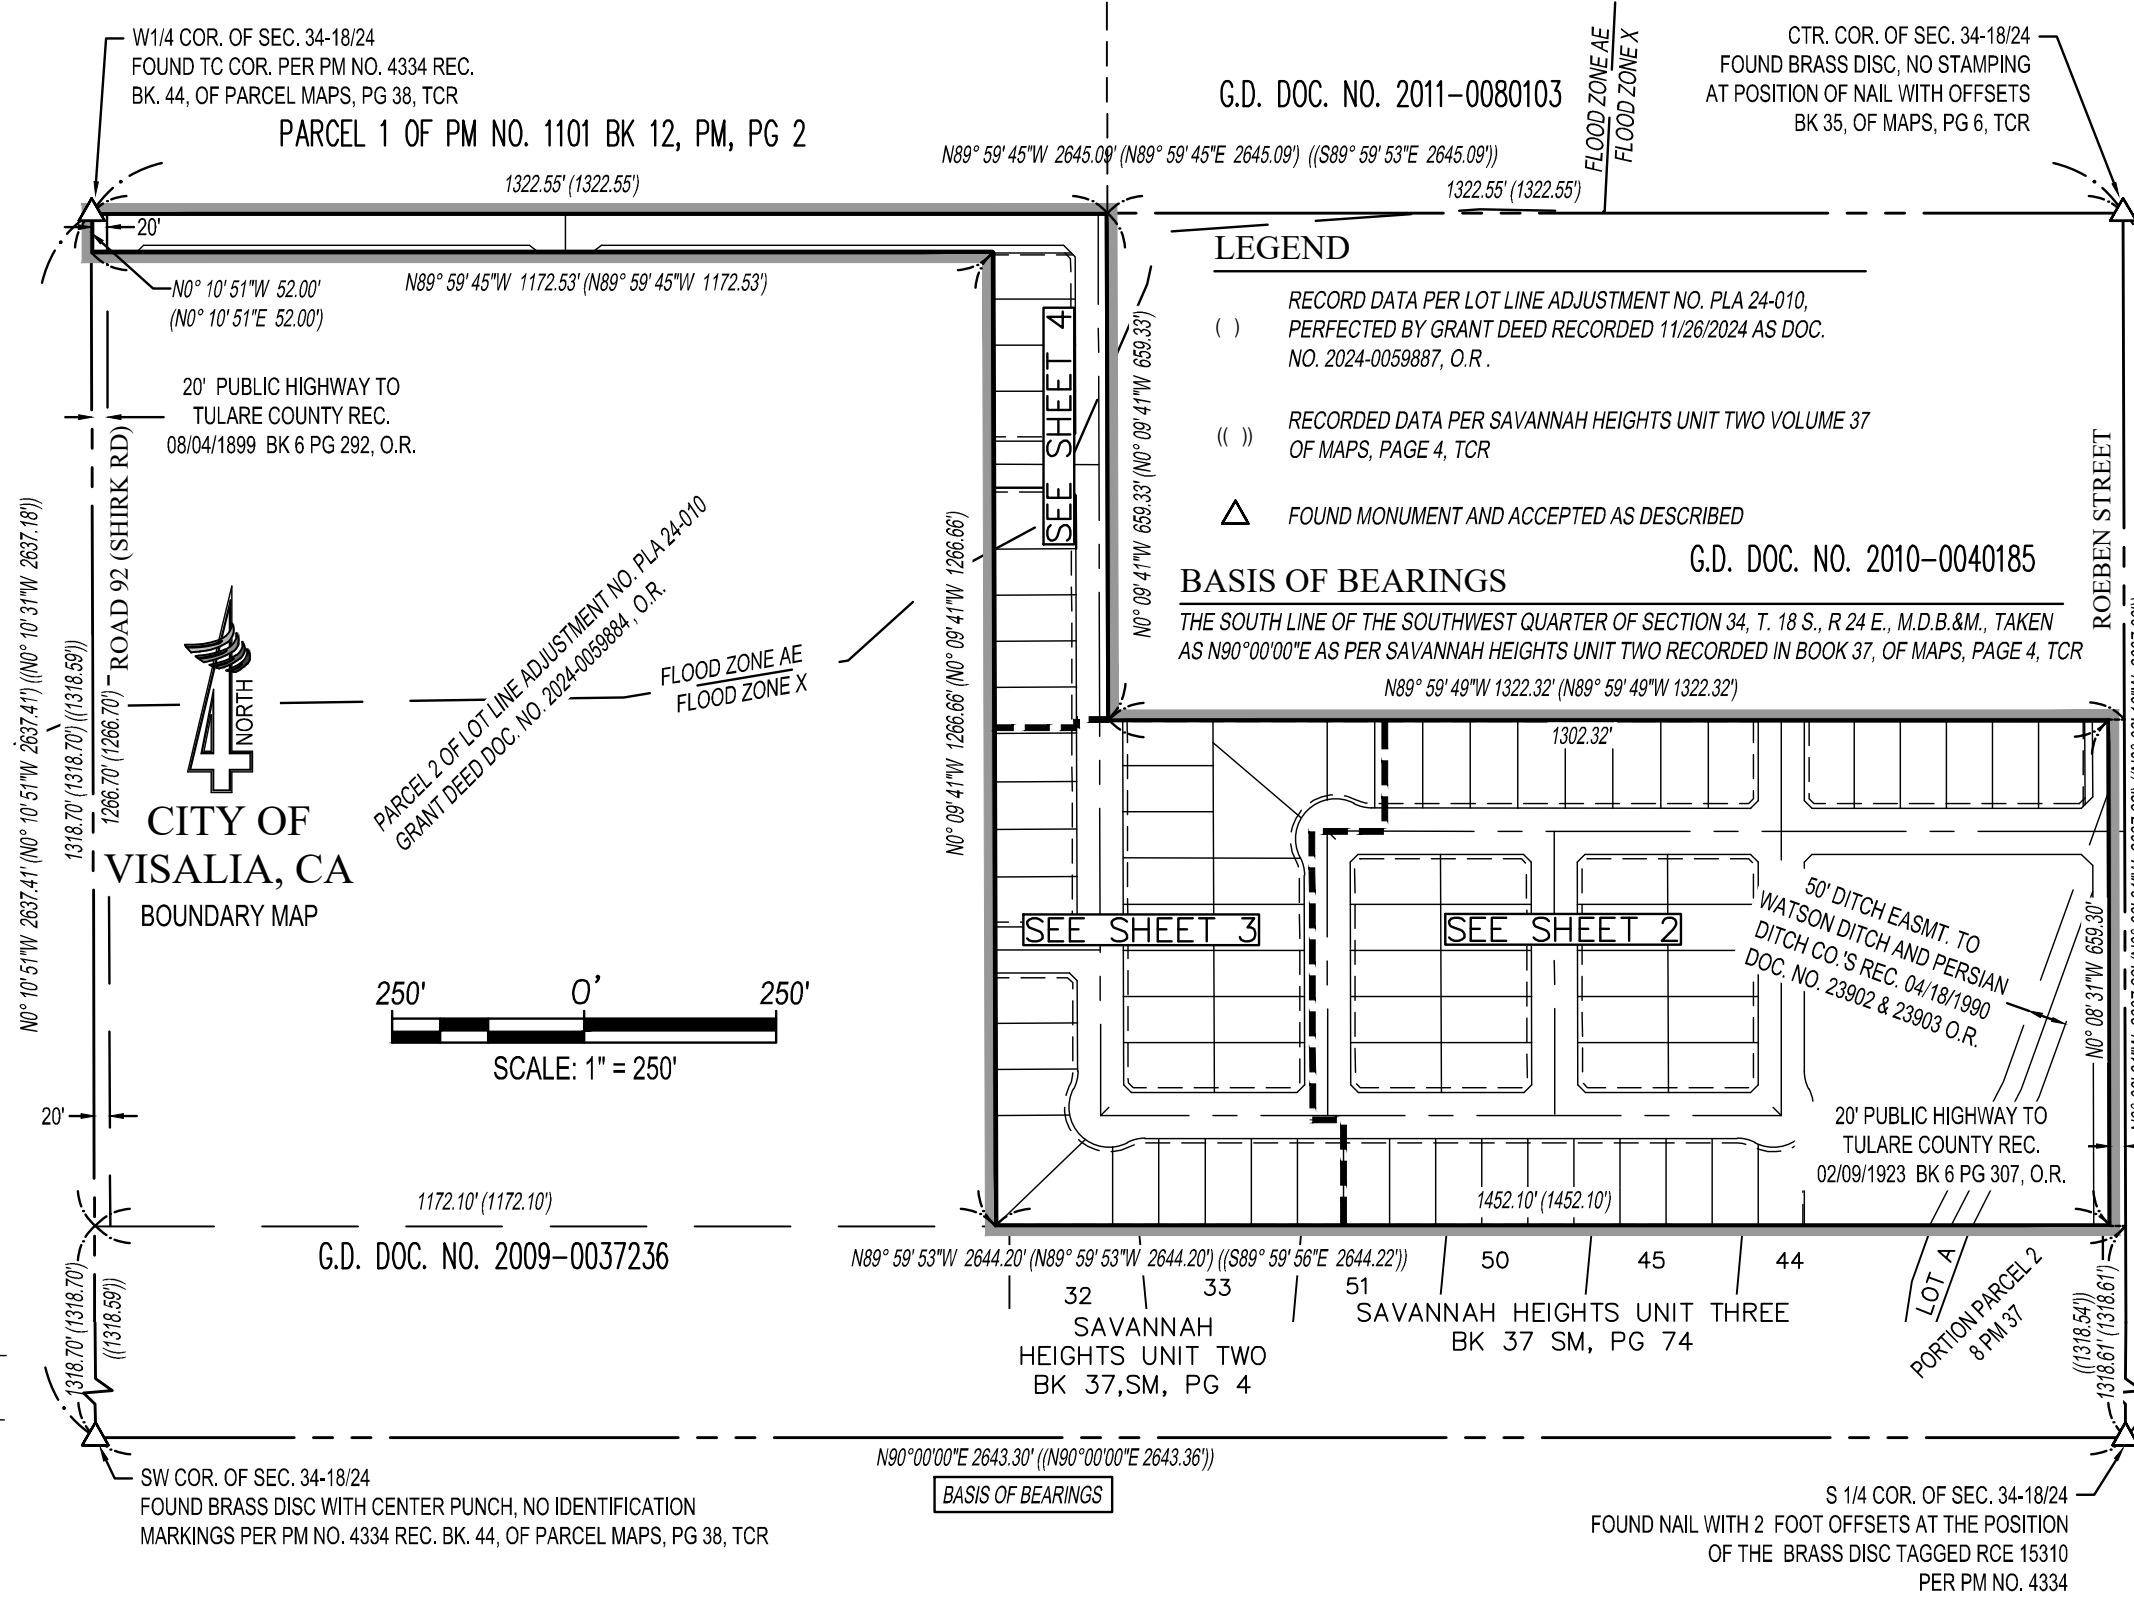 W1/4 COR. OF SEC. 34-18/24
FOUND TC COR. PER PM NO. 4334 REC.
BK. 44, OF PARCEL MAPS, PG 38, TCR
PARCEL 1 OF PM NO. 1101 BK 12, PM, PG 2
G.D. DOC. NO. 2011-0080103
FLOOD ZONE AE
FLOOD ZONE X
CTR. COR. OF SEC. 34-18/24
FOUND BRASS DISC, NO STAMPING
AT POSITION OF NAIL WITH OFFSETS
BK 35, OF MAPS, PG 6, TCR
N89° 59' 45"W 2645.09' (N89° 59' 45"E 2645.09') ((S89° 59' 53"E 2645.09'))
1322.55' (1322.55')
1322.55' (1322.55')
20'
N0° 10' 51"W 52.00'
(N0° 10' 51"E 52.00')
N89° 59' 45"W 1172.53' (N89° 59' 45"W 1172.53')
20' PUBLIC HIGHWAY TO
TULARE COUNTY REC.
08/04/1899 BK 6 PG 292, O.R.
ROAD 92 (SHIRK RD)
N0° 10' 51"W 2637.41' (N0° 10' 51"W 2637.41') ((N0° 10' 31"W 2637.18'))
1318.70' (1318.70') ((1318.59'))
1266.70' (1266.70')
SEE SHEET 4
N0° 09' 41"W 659.33' (N0° 09' 41"W 659.33')
N0° 09' 41"W 1266.66' (N0° 09' 41"W 1266.66')
LEGEND
( )
RECORD DATA PER LOT LINE ADJUSTMENT NO. PLA 24-010,
PERFECTED BY GRANT DEED RECORDED 11/26/2024 AS DOC.
NO. 2024-0059887, O.R .
(( ))
RECORDED DATA PER SAVANNAH HEIGHTS UNIT TWO VOLUME 37
OF MAPS, PAGE 4, TCR
FOUND MONUMENT AND ACCEPTED AS DESCRIBED
G.D. DOC. NO. 2010-0040185
ROEBEN STREET
BASIS OF BEARINGS
THE SOUTH LINE OF THE SOUTHWEST QUARTER OF SECTION 34, T. 18 S., R 24 E., M.D.B.&M., TAKEN
AS N90°00'00"E AS PER SAVANNAH HEIGHTS UNIT TWO RECORDED IN BOOK 37, OF MAPS, PAGE 4, TCR
N89° 59' 49"W 1322.32' (N89° 59' 49"W 1322.32')
1302.32'
PARCEL 2 OF LOT LINE ADJUSTMENT NO. PLA 24-010
GRANT DEED DOC. NO. 2024-0059884 , O.R.
FLOOD ZONE AE
FLOOD ZONE X
4
NORTH
CITY OF
VISALIA, CA
BOUNDARY MAP
250' 0' 250'
SCALE: 1" = 250'
SEE SHEET 3
SEE SHEET 2
50' DITCH EASMT. TO
WATSON DITCH AND PERSIAN
DITCH CO.'S REC. 04/18/1990
DOC. NO. 23902 & 23903 O.R.
N0° 08' 31"W 659.30'
20' PUBLIC HIGHWAY TO
TULARE COUNTY REC.
02/09/1923 BK 6 PG 307, O.R.
20'
1172.10' (1172.10')
1452.10' (1452.10')
G.D. DOC. NO. 2009-0037236
N89° 59' 53"W 2644.20' (N89° 59' 53"W 2644.20') ((S89° 59' 56"E 2644.22'))
32
33
51
50
45
44
SAVANNAH
HEIGHTS UNIT TWO
BK 37,SM, PG 4
SAVANNAH HEIGHTS UNIT THREE
BK 37 SM, PG 74
LOT A
PORTION PARCEL 2
8 PM 37
1318.70' (1318.70')
((1318.59'))
((1318.54'))
1318.61' (1318.61')
N90°00'00"E 2643.30' ((N90°00'00"E 2643.36'))
BASIS OF BEARINGS
SW COR. OF SEC. 34-18/24
FOUND BRASS DISC WITH CENTER PUNCH, NO IDENTIFICATION
MARKINGS PER PM NO. 4334 REC. BK. 44, OF PARCEL MAPS, PG 38, TCR
S 1/4 COR. OF SEC. 34-18/24
FOUND NAIL WITH 2 FOOT OFFSETS AT THE POSITION
OF THE BRASS DISC TAGGED RCE 15310
PER PM NO. 4334